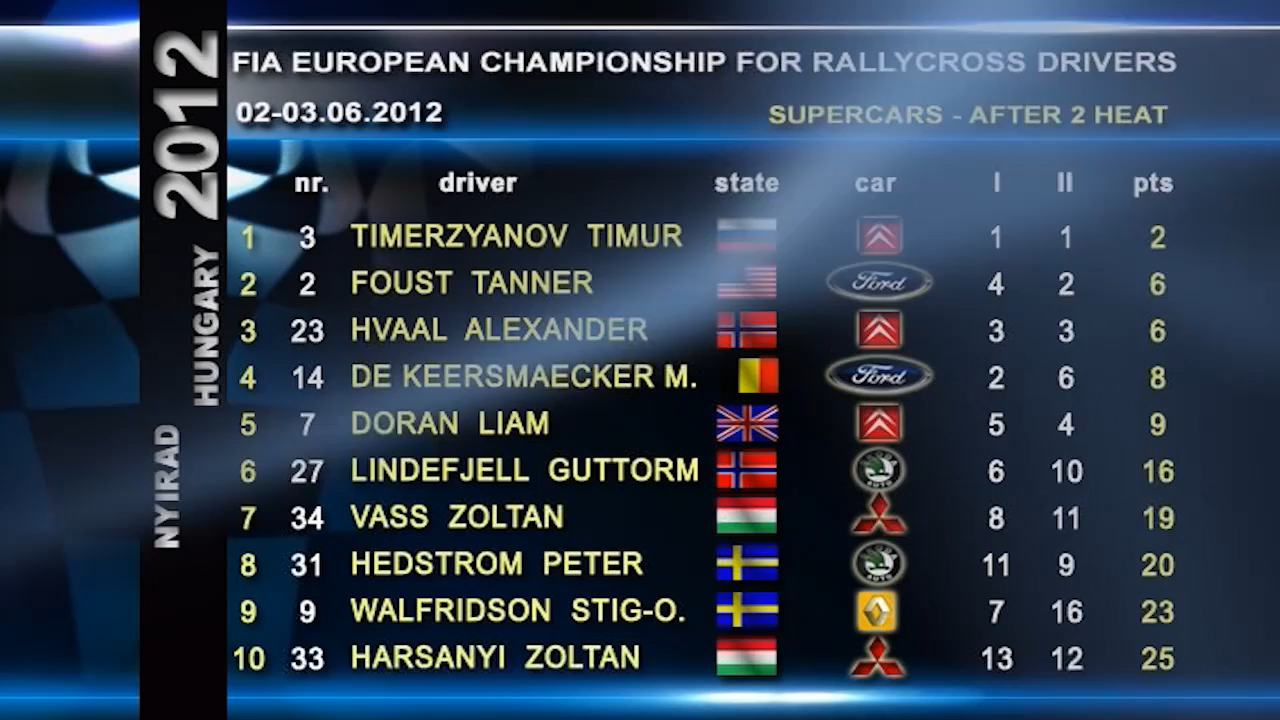 FIA EUROPEAN CHAMPIONSHIP FOR RALLYCROSS DRIVERS
02-03.06.2012 SUPERCARS - AFTER 2 HEAT
NYIRAD HUNGARY 2012
nr. driver state car I II pts
1 3 TIMERZYANOV TIMUR 1 1 2
2 2 FOUST TANNER Ford 4 2 6
3 23 HVAAL ALEXANDER 3 3 6
4 14 DE KEERSMAECKER M. Ford 2 6 8
5 7 DORAN LIAM 5 4 9
6 27 LINDEFJELL GUTTORM AUTO 6 10 16
7 34 VASS ZOLTAN 8 11 19
8 31 HEDSTROM PETER AUTO 11 9 20
9 9 WALFRIDSON STIG-O. 7 16 23
10 33 HARSANYI ZOLTAN 13 12 25